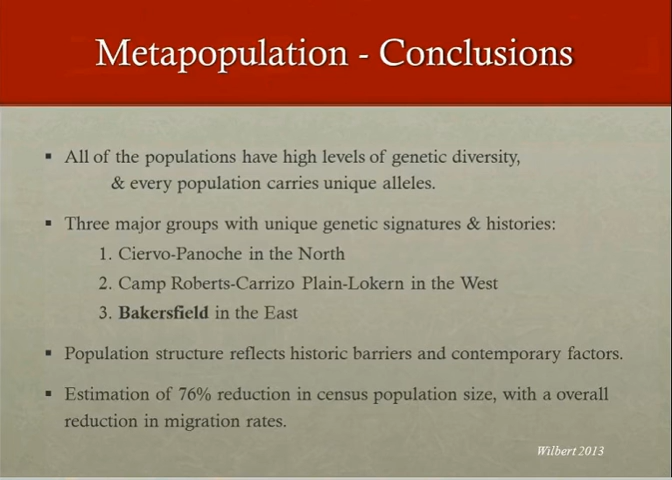 Metapopulation - Conclusions
▪ All of the populations have high levels of genetic diversity,
& every population carries unique alleles.
▪ Three major groups with unique genetic signatures & histories:
1. Ciervo-Panoche in the North
2. Camp Roberts-Carrizo Plain-Lokern in the West
3. Bakersfield in the East
▪ Population structure reflects historic barriers and contemporary factors.
▪ Estimation of 76% reduction in census population size, with a overall
reduction in migration rates.
Wilbert 2013